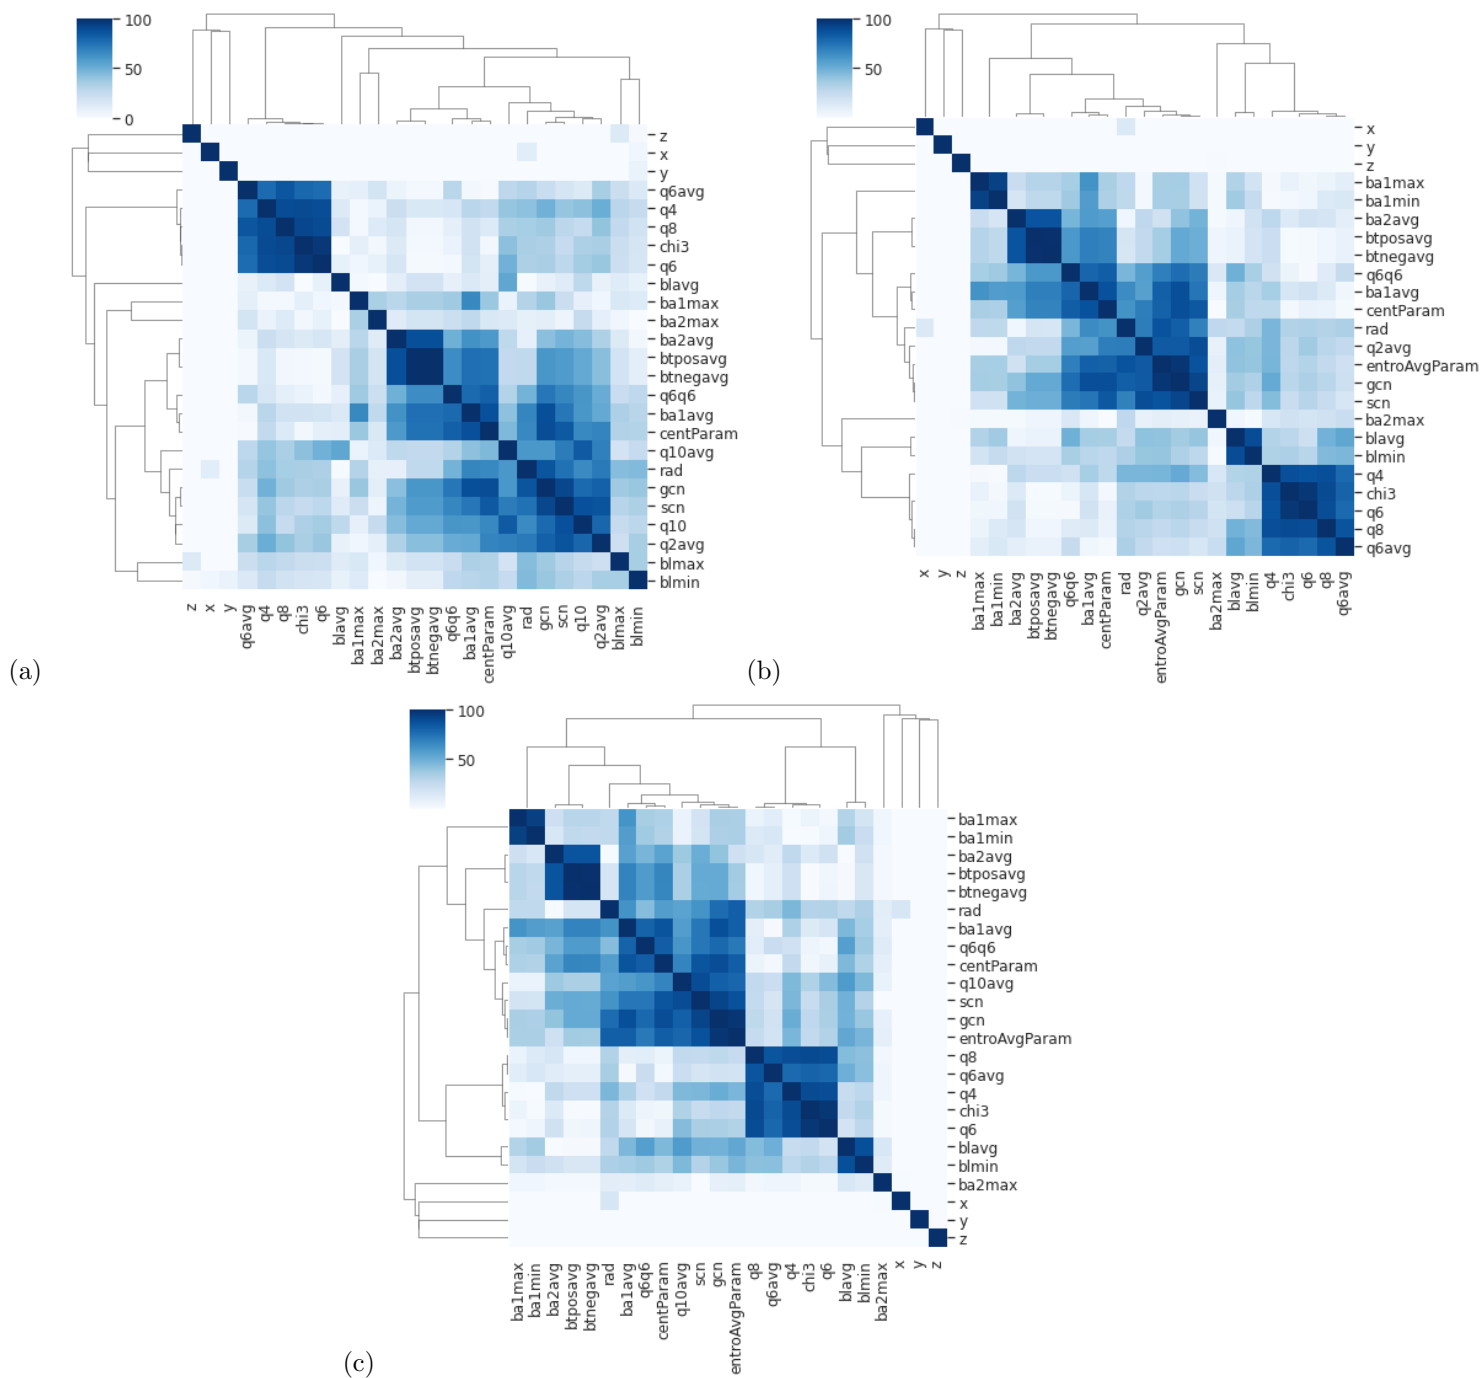 100
50
0
z
x
y
q6avg
q4
q8
chi3
q6
blavg
ba1max
ba2max
ba2avg
btposavg
btnegavg
q6q6
ba1avg
centParam
q10avg
rad
gcn
scn
q10
q2avg
blmax
blmin
z
x
y
q6avg
q4
q8
chi3
q6
blavg
ba1max
ba2max
ba2avg
btposavg
btnegavg
q6q6
ba1avg
centParam
q10avg
rad
gcn
scn
q10
q2avg
blmax
blmin
(a)
100
50
x
y
z
ba1max
ba1min
ba2avg
btposavg
btnegavg
q6q6
ba1avg
centParam
rad
q2avg
entroAvgParam
gcn
scn
ba2max
blavg
blmin
q4
chi3
q6
q8
q6avg
x
y
z
ba1max
ba1min
ba2avg
btposavg
btnegavg
q6q6
ba1avg
centParam
rad
q2avg
entroAvgParam
gcn
scn
ba2max
blavg
blmin
q4
chi3
q6
q8
q6avg
(b)
100
50
ba1max
ba1min
ba2avg
btposavg
btnegavg
rad
ba1avg
q6q6
centParam
q10avg
scn
gcn
entroAvgParam
q8
q6avg
q4
chi3
q6
blavg
blmin
ba2max
x
y
z
ba1max
ba1min
ba2avg
btposavg
btnegavg
rad
ba1avg
q6q6
centParam
q10avg
scn
gcn
entroAvgParam
q8
q6avg
q4
chi3
q6
blavg
blmin
ba2max
x
y
z
(c)